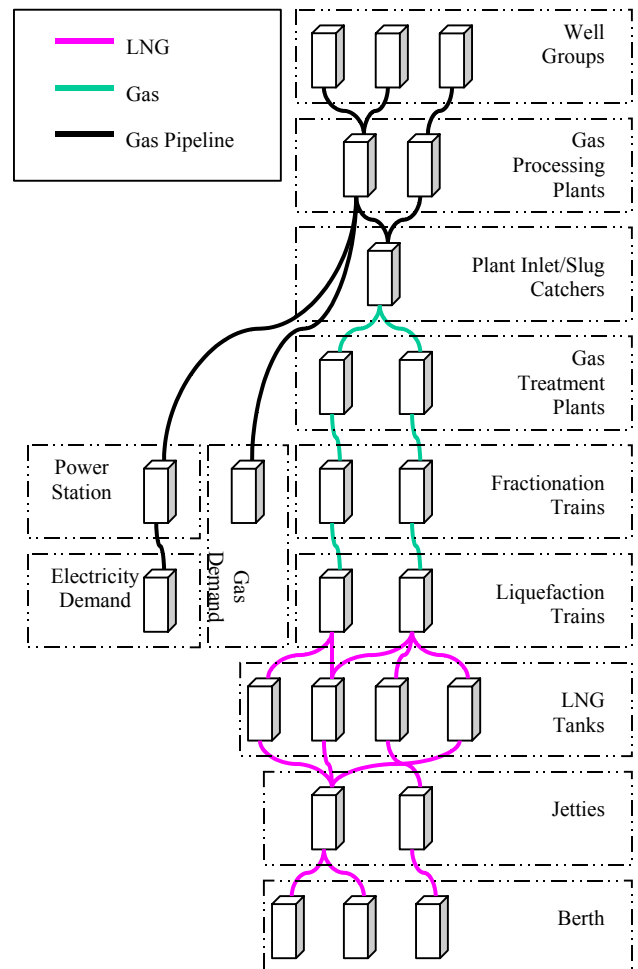 LNG
Gas
Gas Pipeline
Well
Groups
Gas
Processing
Plants
Plant Inlet/Slug
Catchers
Gas
Treatment
Plants
Power
Station
Fractionation
Trains
Electricity
Demand
Gas
Demand
Liquefaction
Trains
LNG
Tanks
Jetties
Berth